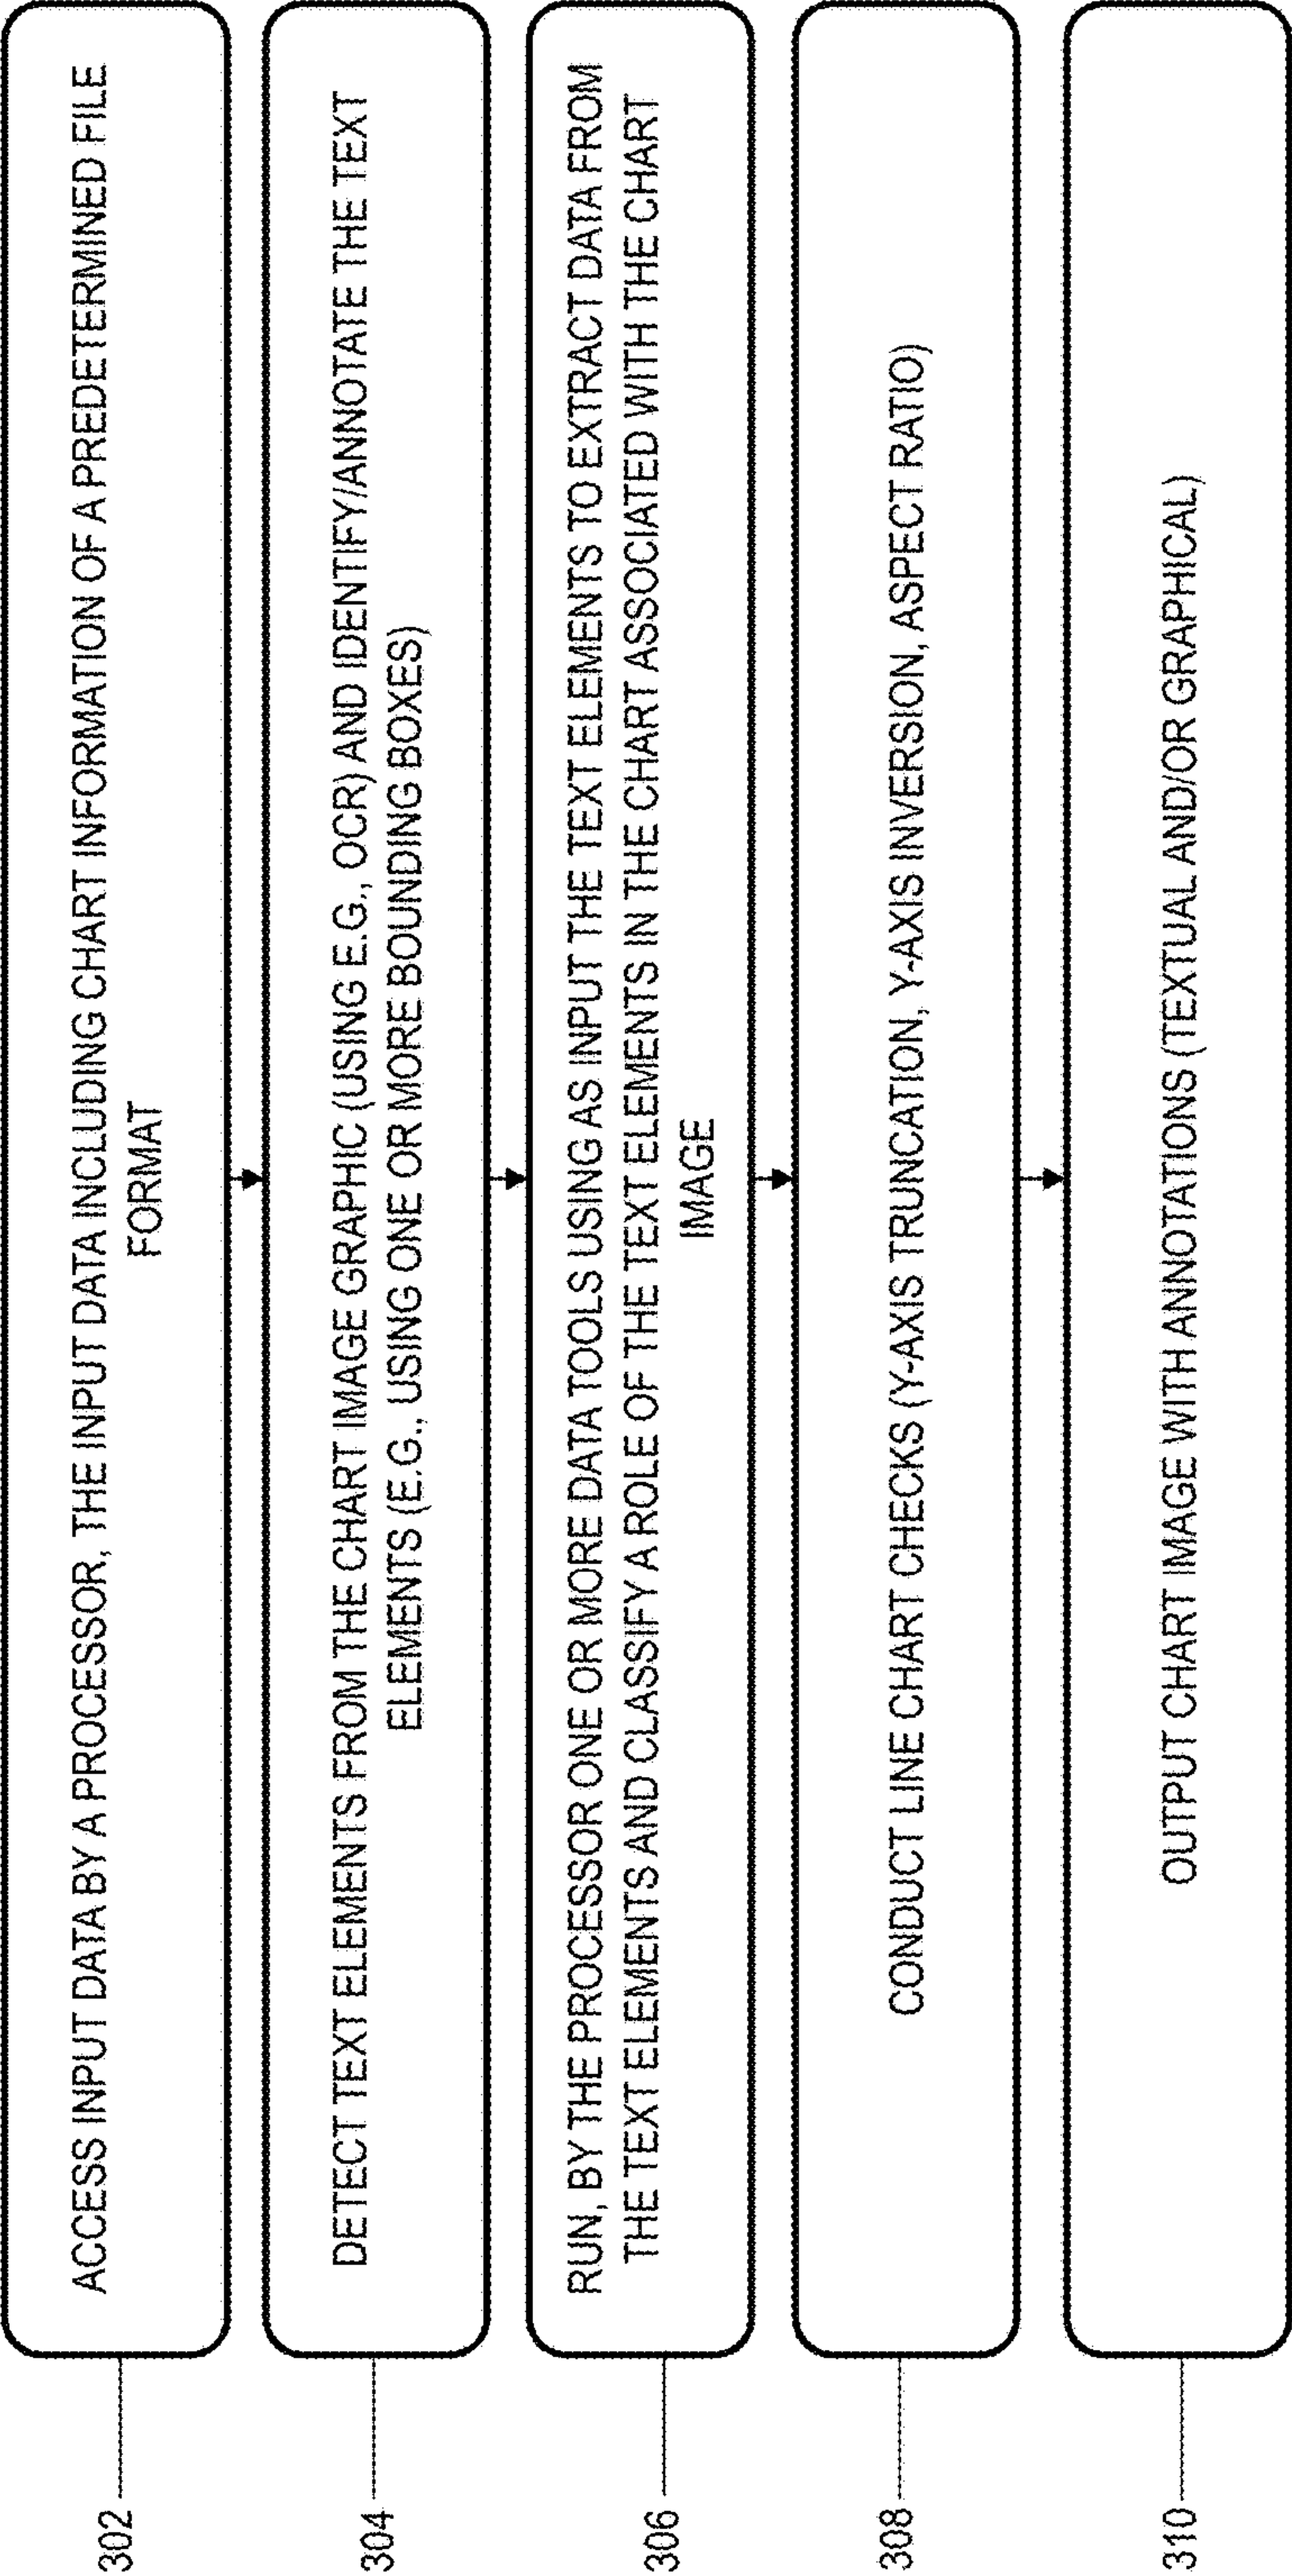 302
ACCESS INPUT DATA BY A PROCESSOR, THE INPUT DATA INCLUDING CHART INFORMATION OF A PREDETERMINED FILE
FORMAT
304
DETECT TEXT ELEMENTS FROM THE CHART IMAGE GRAPHIC (USING E.G., OCR) AND IDENTIFY/ANNOTATE THE TEXT
ELEMENTS (E.G., USING ONE OR MORE BOUNDING BOXES)
306
RUN, BY THE PROCESSOR ONE OR MORE DATA TOOLS USING AS INPUT THE TEXT ELEMENTS TO EXTRACT DATA FROM
THE TEXT ELEMENTS AND CLASSIFY A ROLE OF THE TEXT ELEMENTS IN THE CHART ASSOCIATED WITH THE CHART
IMAGE
308
CONDUCT LINE CHART CHECKS (Y-AXIS TRUNCATION, Y-AXIS INVERSION, ASPECT RATIO)
310
OUTPUT CHART IMAGE WITH ANNOTATIONS (TEXTUAL AND/OR GRAPHICAL)